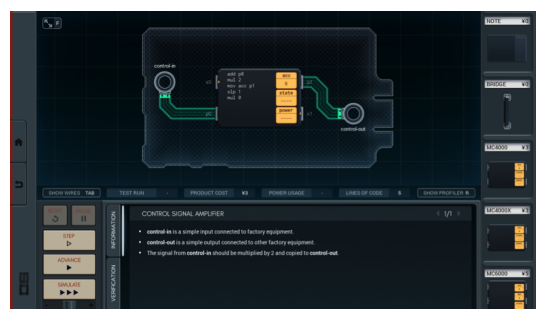 F
NOTE ¥0
control-in
add p0
mul 2
mov acc p1
slp 1
mul 0
acc
0
state
power
x0
p0
p1
x1
control-out
BRIDGE ¥0
MC4000 ¥3
MC4000X ¥3
MC6000 ¥5
SHOW WIRES TAB
TEST RUN -
PRODUCT COST ¥3
POWER USAGE -
LINES OF CODE 5
SHOW PROFILER R
STEP
ADVANCE
SIMULATE
INFORMATION
VERIFICATION
CONTROL SIGNAL AMPLIFIER
< 1/1 >
• control-in is a simple input connected to factory equipment.
• control-out is a simple output connected to other factory equipment.
• The signal from control-in should be multiplied by 2 and copied to control-out.